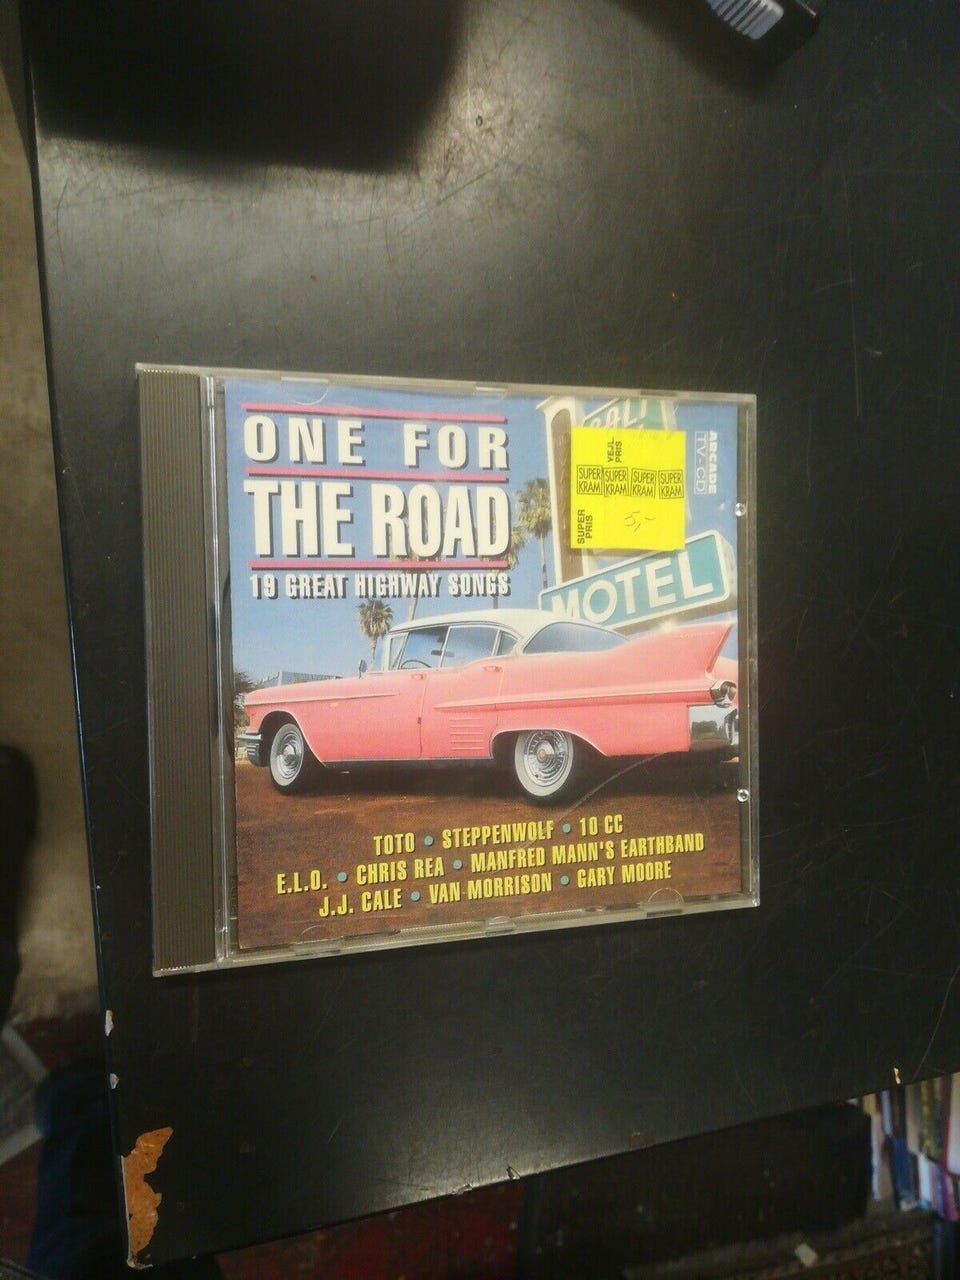 ONE FOR
THE ROAD
19 GREAT HIGHWAY SONGS
ARCADE
TV-CD
VEJL.
PRIS
SUPER KRAM SUPER KRAM SUPER KRAM SUPER KRAM
SUPER
PRIS
5,-
MOTEL
TOTO • STEPPENWOLF • 10 CC
E.L.O. • CHRIS REA • MANFRED MANN'S EARTHBAND
J.J. CALE • VAN MORRISON • GARY MOORE